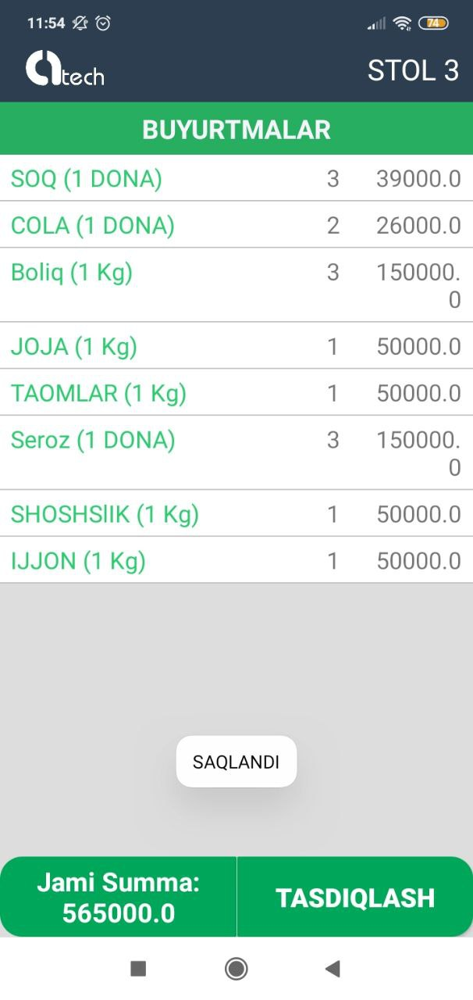 11:54 74
atech STOL 3
BUYURTMALAR
SOQ (1 DONA) 3 39000.0
COLA (1 DONA) 2 26000.0
Boliq (1 Kg) 3 150000.
0
JOJA (1 Kg) 1 50000.0
TAOMLAR (1 Kg) 1 50000.0
Seroz (1 DONA) 3 150000.
0
SHOSHSlIK (1 Kg) 1 50000.0
IJJON (1 Kg) 1 50000.0
SAQLANDI
Jami Summa:
565000.0
TASDIQLASH